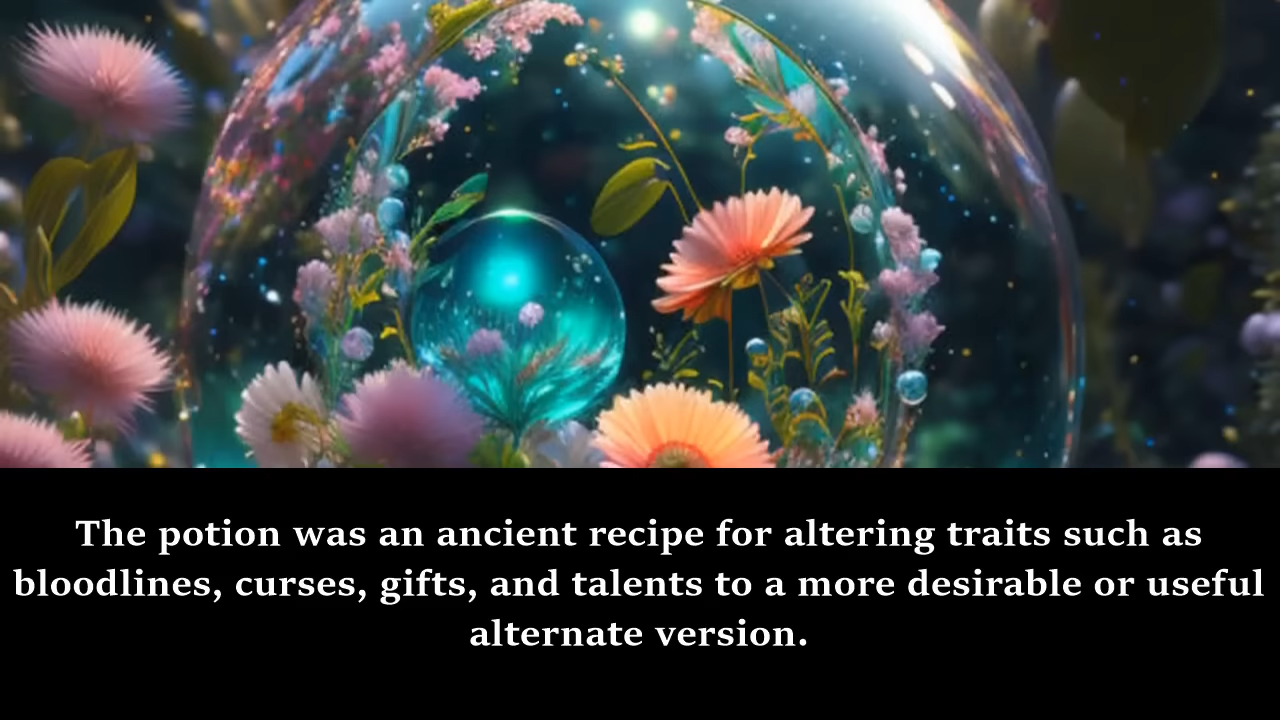 The potion was an ancient recipe for altering traits such as
bloodlines, curses, gifts, and talents to a more desirable or useful
alternate version.